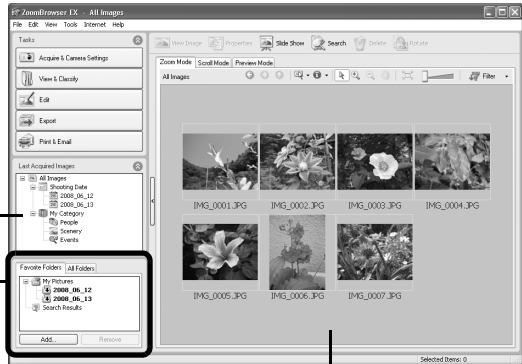 ZoomBrowser EX - All Images
File Edit View Tools Internet Help
Tasks
Acquire & Camera Settings
View & Classify
Edit
Export
Print & Email
Last Acquired Images
All Images
Shooting Date
2008_06_12
2008_06_13
My Category
People
Scenery
Events
Favorite Folders All Folders
My Pictures
2008_06_12
2008_06_13
Search Results
Add... Remove
View Image Properties Slide Show Search Delete Rotate
Zoom Mode Scroll Mode Preview Mode
All Images Filter
IMG_0001.JPG IMG_0002.JPG IMG_0003.JPG IMG_0004.JPG
IMG_0005.JPG IMG_0006.JPG IMG_0007.JPG
Selected Items: 0